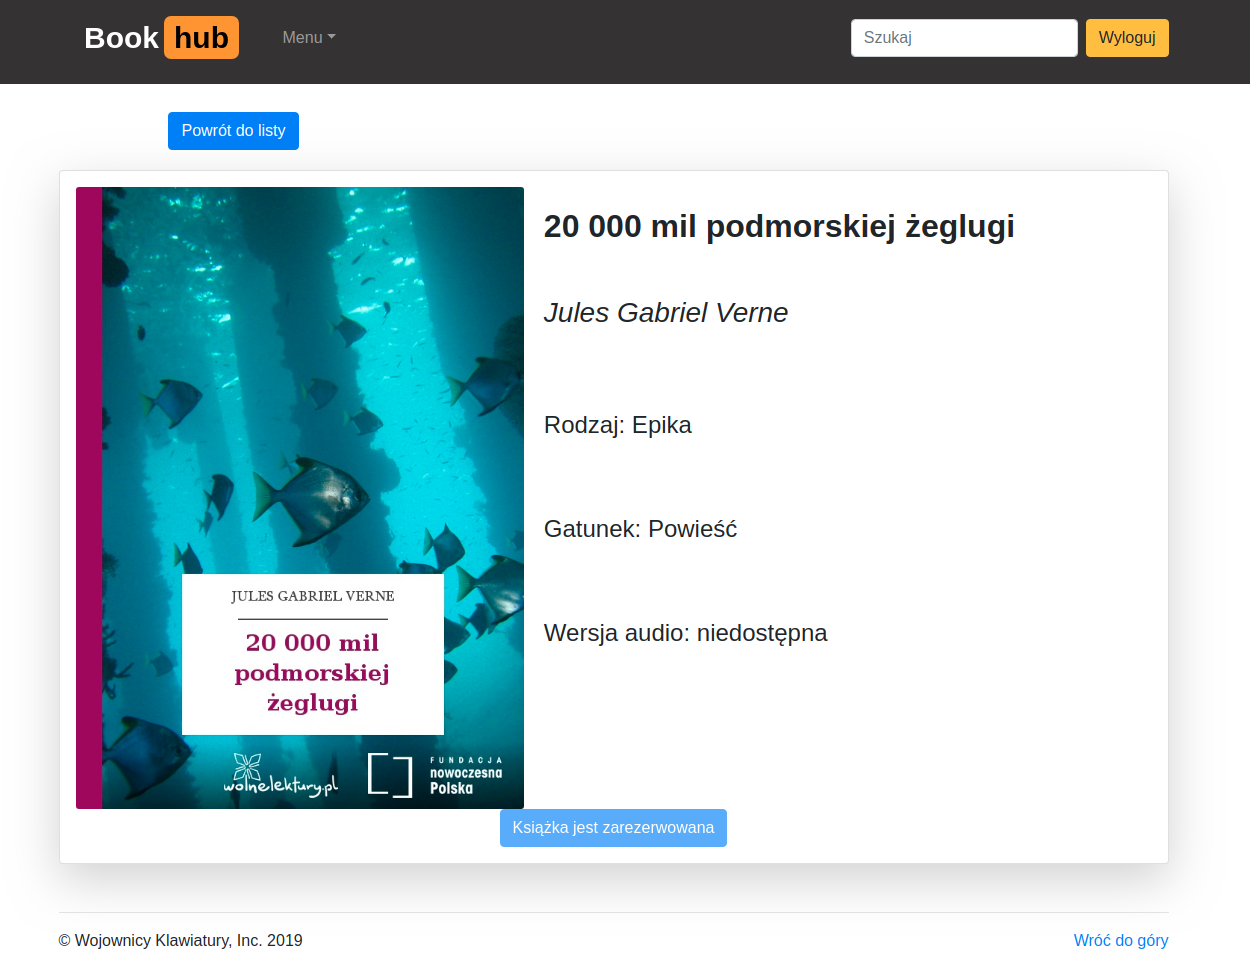 Book hub
Menu
Szukaj
Wyloguj
Powrót do listy
20 000 mil podmorskiej żeglugi
Jules Gabriel Verne
Rodzaj: Epika
Gatunek: Powieść
Wersja audio: niedostępna
JULES GABRIEL VERNE
20 000 mil
podmorskiej
żeglugi
wolnelektury.pl
FUNDACJA
nowoczesna
Polska
Książka jest zarezerwowana
© Wojownicy Klawiatury, Inc. 2019
Wróć do góry